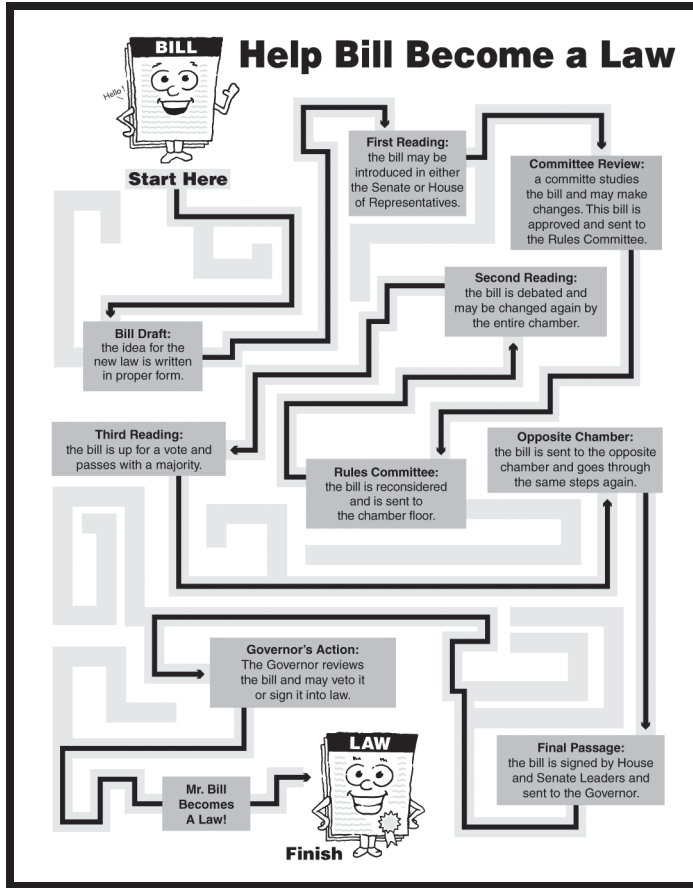 BILL
Help Bill Become a Law
Hello!
Start Here
First Reading:
the bill may be
introduced in either
the Senate or House
of Representatives.
Committee Review:
a committe studies
the bill and may make
changes. This bill is
approved and sent to
the Rules Committee.
Second Reading:
the bill is debated and
may be changed again by
the entire chamber.
Bill Draft:
the idea for the
new law is written
in proper form.
Third Reading:
the bill is up for a vote and
passes with a majority.
Rules Committee:
the bill is reconsidered
and is sent to
the chamber floor.
Opposite Chamber:
the bill is sent to the opposite
chamber and goes through
the same steps again.
Governor's Action:
The Governor reviews
the bill and may veto it
or sign it into law.
Final Passage:
the bill is signed by House
and Senate Leaders and
sent to the Governor.
Mr. Bill
Becomes
A Law!
LAW
Finish